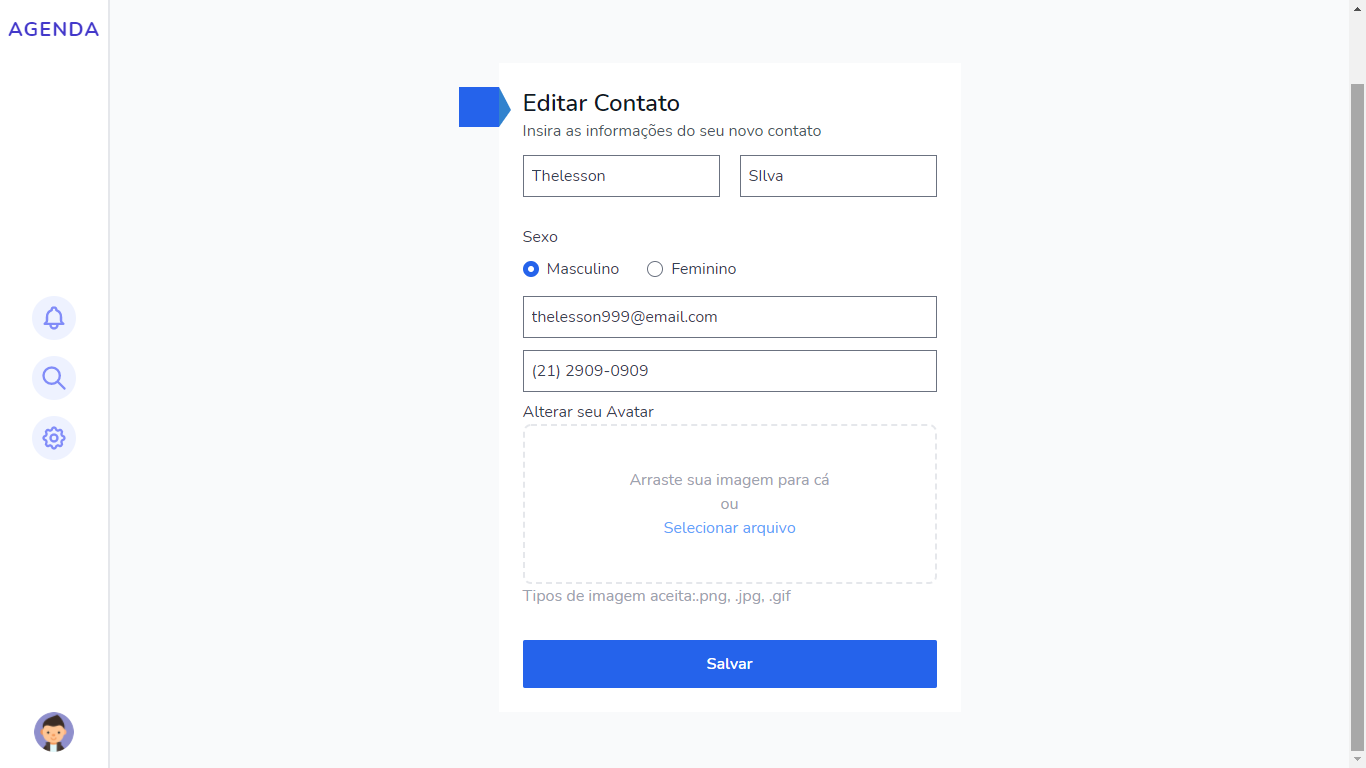 AGENDA
Editar Contato
Insira as informações do seu novo contato
Thelesson
SIlva
Sexo
Masculino
Feminino
thelesson999@email.com
(21) 2909-0909
Alterar seu Avatar
Arraste sua imagem para cá
ou
Selecionar arquivo
Tipos de imagem aceita:.png, .jpg, .gif
Salvar